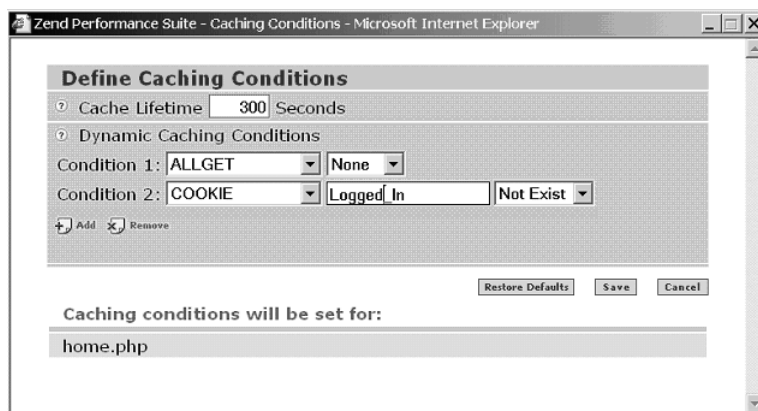 Zend Performance Suite - Caching Conditions - Microsoft Internet Explorer
Define Caching Conditions
? Cache Lifetime 300 Seconds
? Dynamic Caching Conditions
Condition 1: ALLGET None
Condition 2: COOKIE Logged_In Not Exist
Add Remove
Restore Defaults Save Cancel
Caching conditions will be set for:
home.php